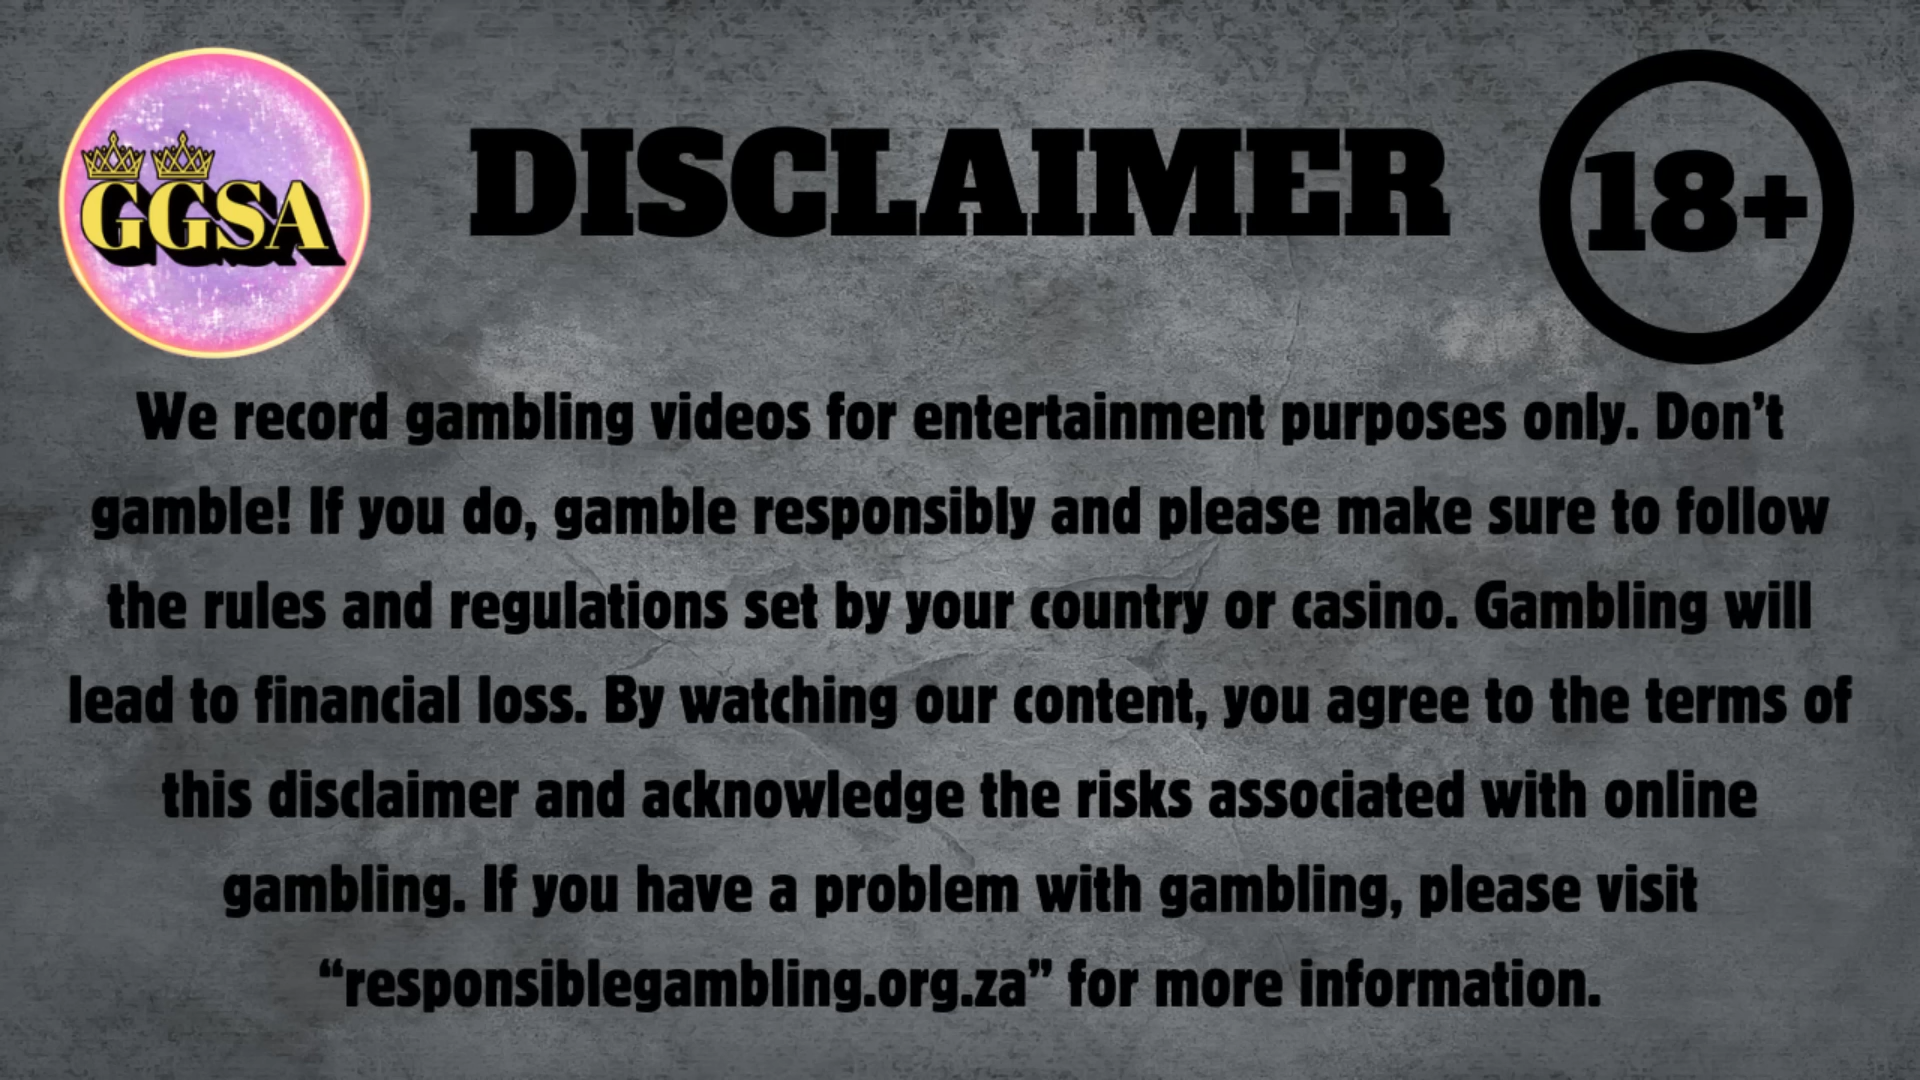 GGSA
DISCLAIMER
18+
We record gambling videos for entertainment purposes only. Don’t
gamble! If you do, gamble responsibly and please make sure to follow
the rules and regulations set by your country or casino. Gambling will
lead to financial loss. By watching our content, you agree to the terms of
this disclaimer and acknowledge the risks associated with online
gambling. If you have a problem with gambling, please visit
“responsiblegambling.org.za” for more information.